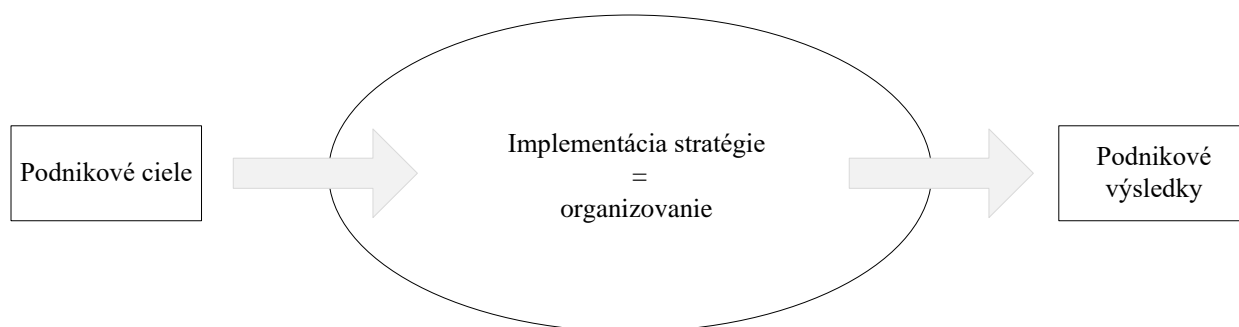 Podnikové ciele
Implementácia stratégie
=
organizovanie
Podnikové
výsledky